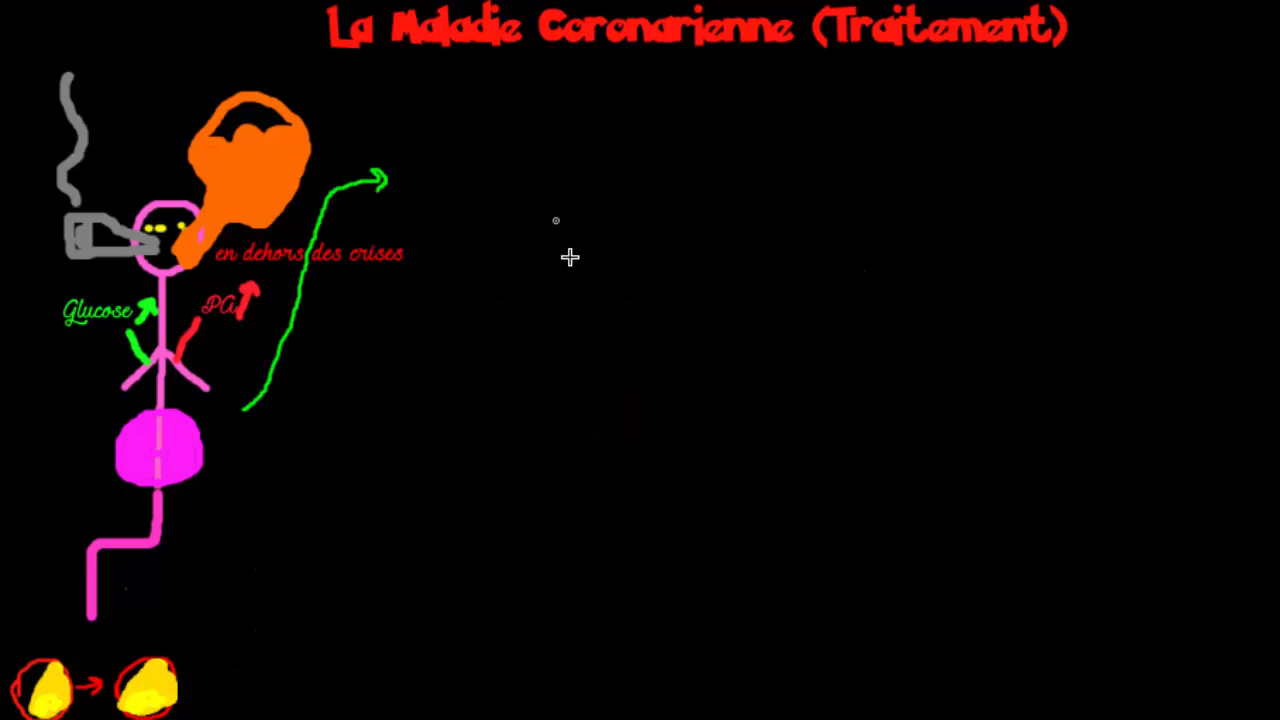 La Maladie Coronarienne (Traitement)
en dehors des crises
Glucose
PA